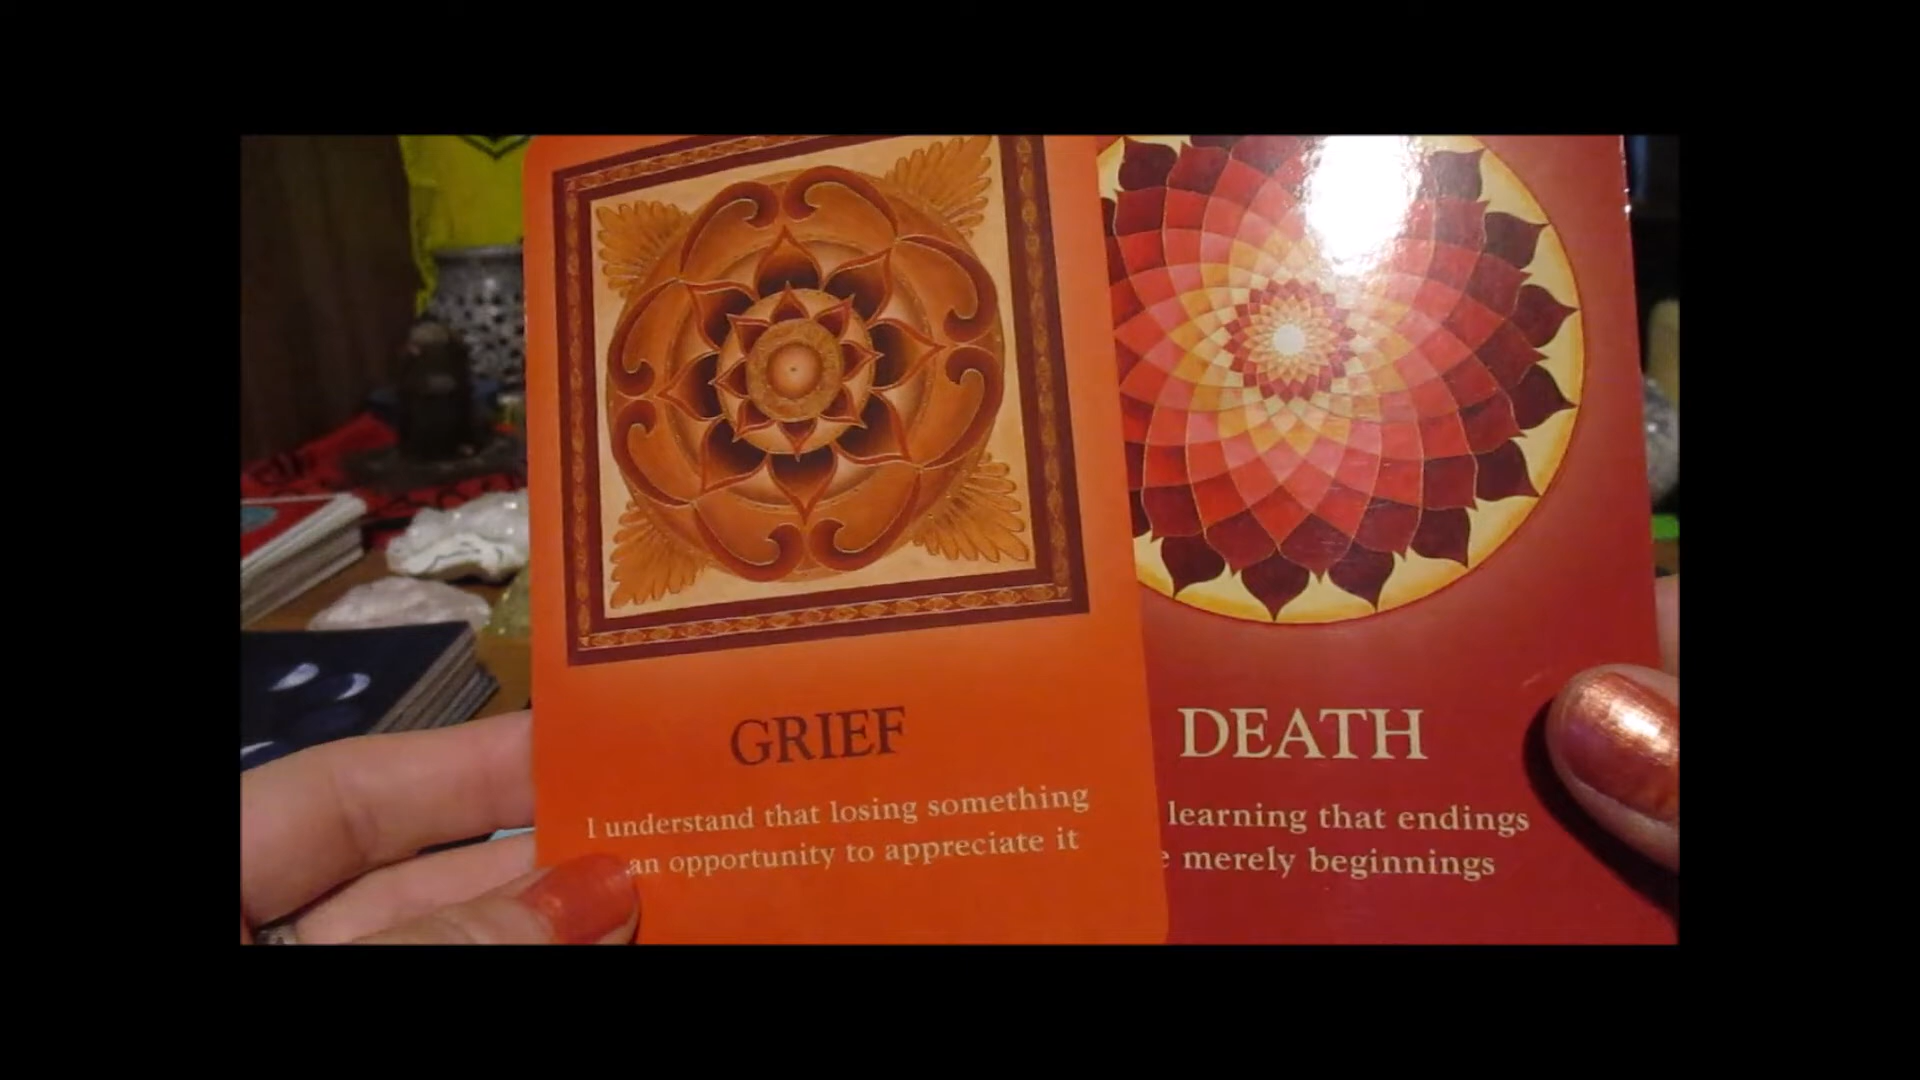 GRIEF
I understand that losing something
an opportunity to appreciate it
DEATH
learning that endings
merely beginnings